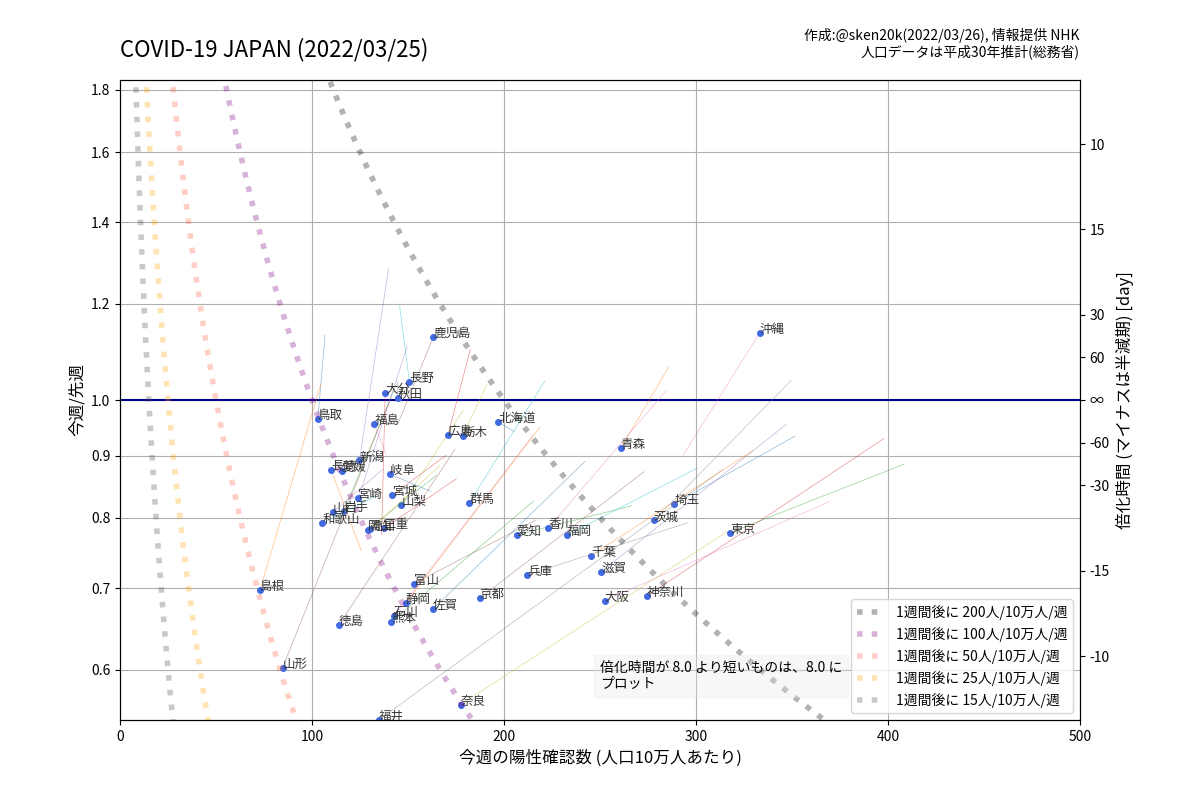 COVID-19 JAPAN (2022/03/25)
作成:@sken20k(2022/03/26), 情報提供 NHK
人口データは平成30年推計(総務省)
1.8
1.6
1.4
1.2
1.0
0.9
0.8
0.7
0.6
今週/先週
10
15
30
60
∞
-60
-30
-15
-10
倍化時間 (マイナスは半減期) [day]
沖縄
鹿児島
長野
大分
秋田
鳥取
福島
北海道
広島
栃木
青森
新潟
長崎
愛媛
岐阜
宮崎
宮城
山梨
群馬
埼玉
岩手
和歌山
三重
愛知
香川
福岡
茨城
東京
千葉
兵庫
滋賀
島根
富山
京都
静岡
佐賀
大阪
神奈川
石川
熊本
徳島
山形
奈良
福井
倍化時間が 8.0 より短いものは、8.0 に
プロット
1週間後に 200人/10万人/週
1週間後に 100人/10万人/週
1週間後に 50人/10万人/週
1週間後に 25人/10万人/週
1週間後に 15人/10万人/週
0
100
200
300
400
500
今週の陽性確認数 (人口10万人あたり)